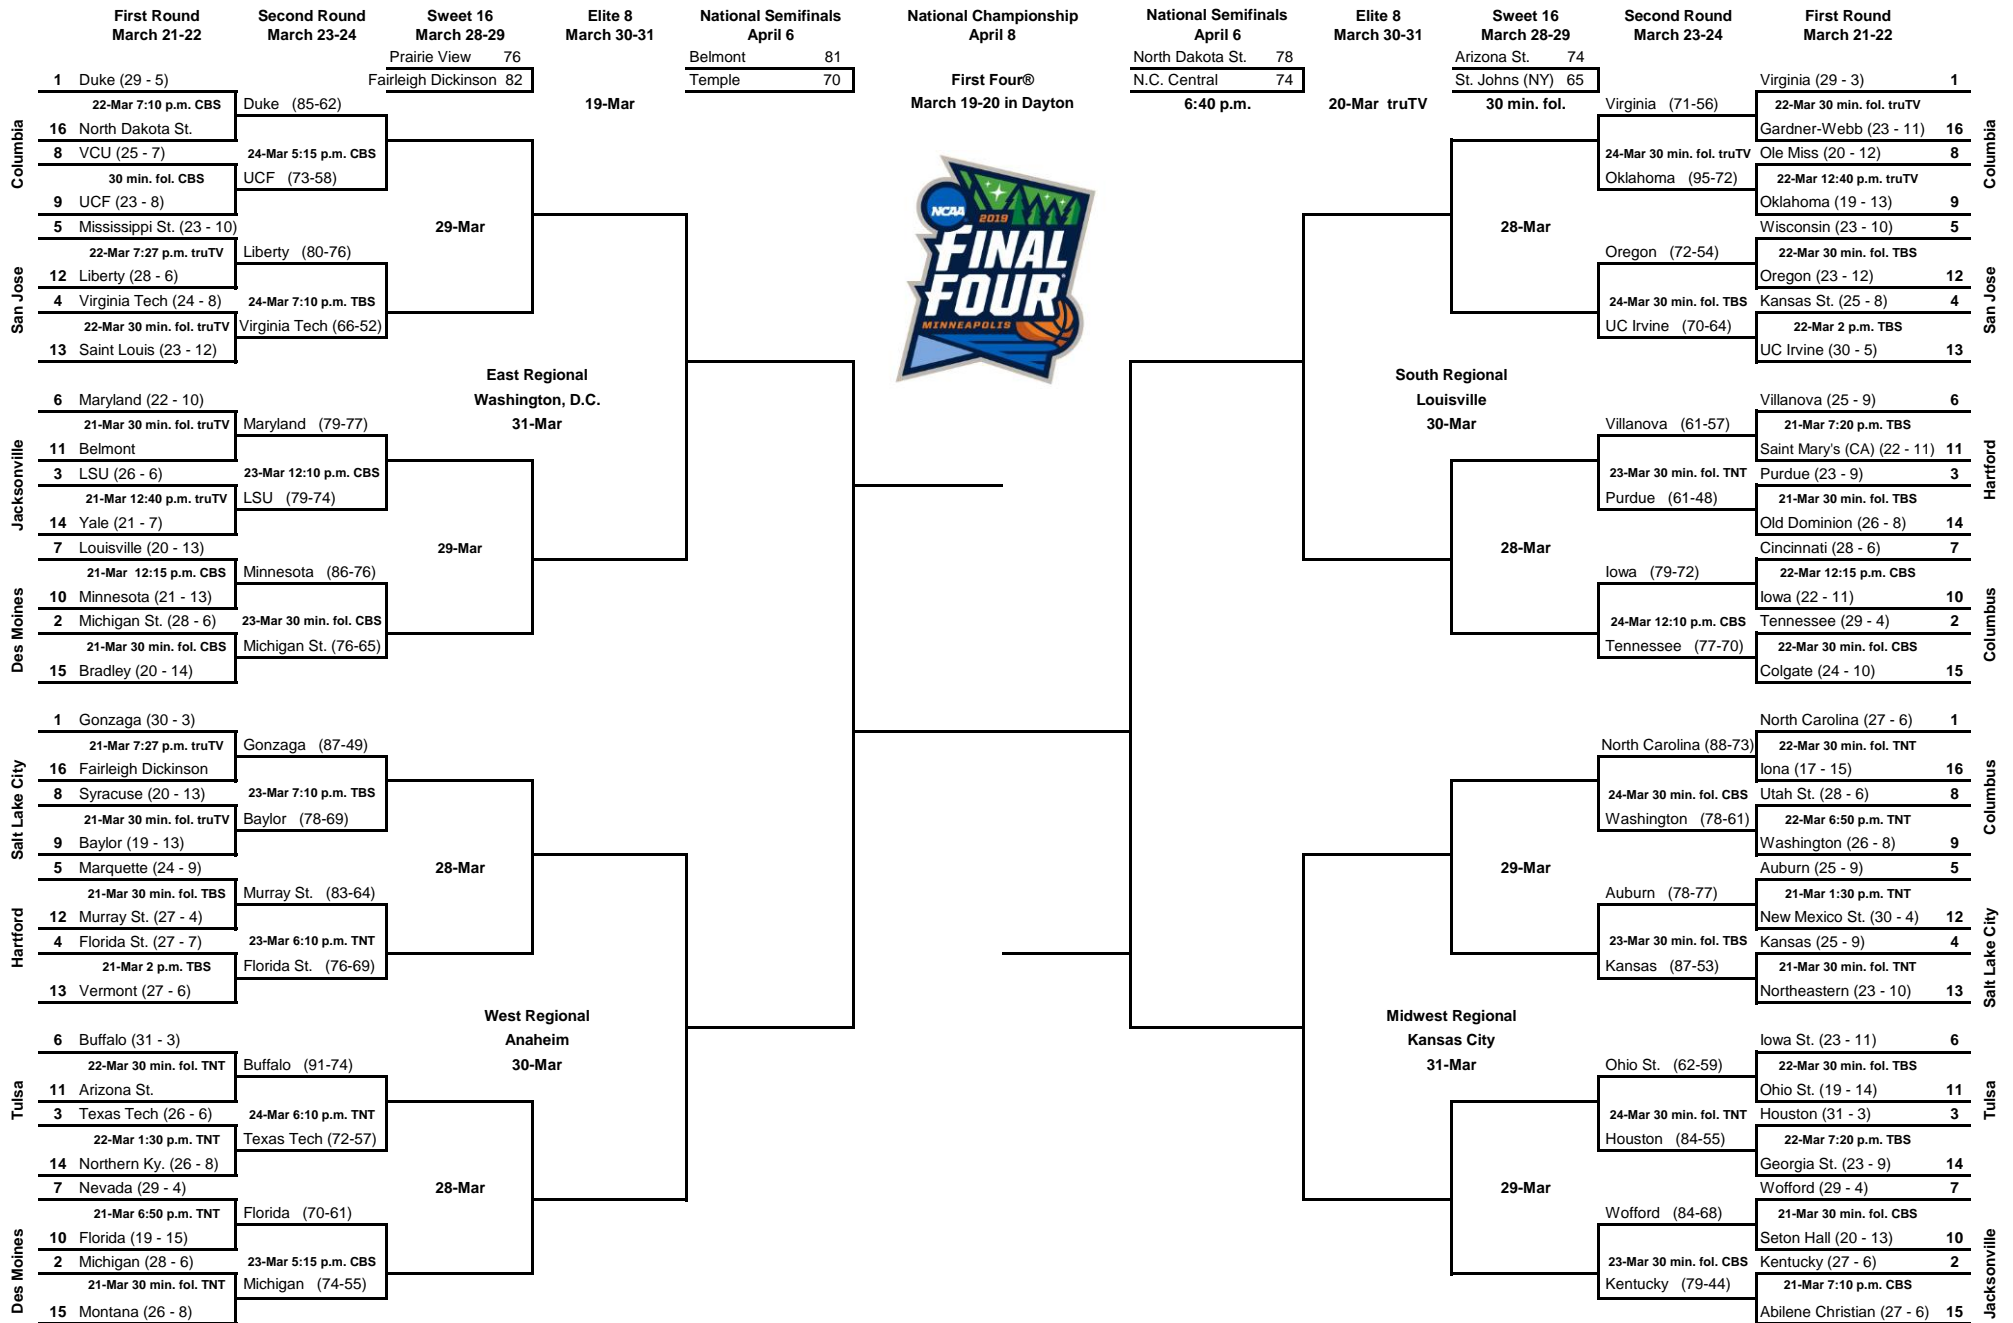 First Round
March 21-22
Second Round
March 23-24
Sweet 16
March 28-29
Elite 8
March 30-31
National Semifinals
April 6
National Championship
April 8
National Semifinals
April 6
Elite 8
March 30-31
Sweet 16
March 28-29
Second Round
March 23-24
First Round
March 21-22
Prairie View 76
Fairleigh Dickinson 82
19-Mar
Belmont 81
Temple 70
First Four®
March 19-20 in Dayton
North Dakota St. 78
N.C. Central 74
6:40 p.m.
20-Mar truTV
Arizona St. 74
St. Johns (NY) 65
30 min. fol.
NCAA
2019
FINAL
FOUR
MINNEAPOLIS
Columbia
1 Duke (29 - 5)
22-Mar 7:10 p.m. CBS
16 North Dakota St.
8 VCU (25 - 7)
30 min. fol. CBS
9 UCF (23 - 8)
San Jose
5 Mississippi St. (23 - 10)
22-Mar 7:27 p.m. truTV
12 Liberty (28 - 6)
4 Virginia Tech (24 - 8)
22-Mar 30 min. fol. truTV
13 Saint Louis (23 - 12)
Jacksonville
6 Maryland (22 - 10)
21-Mar 30 min. fol. truTV
11 Belmont
3 LSU (26 - 6)
21-Mar 12:40 p.m. truTV
14 Yale (21 - 7)
Des Moines
7 Louisville (20 - 13)
21-Mar 12:15 p.m. CBS
10 Minnesota (21 - 13)
2 Michigan St. (28 - 6)
21-Mar 30 min. fol. CBS
15 Bradley (20 - 14)
Duke (85-62)
24-Mar 5:15 p.m. CBS
UCF (73-58)
Liberty (80-76)
24-Mar 7:10 p.m. TBS
Virginia Tech (66-52)
Maryland (79-77)
23-Mar 12:10 p.m. CBS
LSU (79-74)
Minnesota (86-76)
23-Mar 30 min. fol. CBS
Michigan St. (76-65)
29-Mar
East Regional
Washington, D.C.
31-Mar
29-Mar
Salt Lake City
1 Gonzaga (30 - 3)
21-Mar 7:27 p.m. truTV
16 Fairleigh Dickinson
8 Syracuse (20 - 13)
21-Mar 30 min. fol. truTV
9 Baylor (19 - 13)
Hartford
5 Marquette (24 - 9)
21-Mar 30 min. fol. TBS
12 Murray St. (27 - 4)
4 Florida St. (27 - 7)
21-Mar 2 p.m. TBS
13 Vermont (27 - 6)
Tulsa
6 Buffalo (31 - 3)
22-Mar 30 min. fol. TNT
11 Arizona St.
3 Texas Tech (26 - 6)
22-Mar 1:30 p.m. TNT
14 Northern Ky. (26 - 8)
Des Moines
7 Nevada (29 - 4)
21-Mar 6:50 p.m. TNT
10 Florida (19 - 15)
2 Michigan (28 - 6)
21-Mar 30 min. fol. TNT
15 Montana (26 - 8)
Gonzaga (87-49)
23-Mar 7:10 p.m. TBS
Baylor (78-69)
Murray St. (83-64)
23-Mar 6:10 p.m. TNT
Florida St. (76-69)
Buffalo (91-74)
24-Mar 6:10 p.m. TNT
Texas Tech (72-57)
Florida (70-61)
23-Mar 5:15 p.m. CBS
Michigan (74-55)
28-Mar
West Regional
Anaheim
30-Mar
28-Mar
28-Mar
South Regional
Louisville
30-Mar
28-Mar
Virginia (71-56)
24-Mar 30 min. fol. truTV
Oklahoma (95-72)
Oregon (72-54)
24-Mar 30 min. fol. TBS
UC Irvine (70-64)
Villanova (61-57)
23-Mar 30 min. fol. TNT
Purdue (61-48)
Iowa (79-72)
24-Mar 12:10 p.m. CBS
Tennessee (77-70)
Virginia (29 - 3) 1
22-Mar 30 min. fol. truTV
Gardner-Webb (23 - 11) 16
Ole Miss (20 - 12) 8
22-Mar 12:40 p.m. truTV
Oklahoma (19 - 13) 9
Columbia
Wisconsin (23 - 10) 5
22-Mar 30 min. fol. TBS
Oregon (23 - 12) 12
Kansas St. (25 - 8) 4
22-Mar 2 p.m. TBS
UC Irvine (30 - 5) 13
San Jose
Villanova (25 - 9) 6
21-Mar 7:20 p.m. TBS
Saint Mary's (CA) (22 - 11) 11
Purdue (23 - 9) 3
21-Mar 30 min. fol. TBS
Old Dominion (26 - 8) 14
Hartford
Cincinnati (28 - 6) 7
22-Mar 12:15 p.m. CBS
Iowa (22 - 11) 10
Tennessee (29 - 4) 2
22-Mar 30 min. fol. CBS
Colgate (24 - 10) 15
Columbus
29-Mar
Midwest Regional
Kansas City
31-Mar
29-Mar
North Carolina (88-73)
24-Mar 30 min. fol. CBS
Washington (78-61)
Auburn (78-77)
23-Mar 30 min. fol. TBS
Kansas (87-53)
Ohio St. (62-59)
24-Mar 30 min. fol. TNT
Houston (84-55)
Wofford (84-68)
23-Mar 30 min. fol. CBS
Kentucky (79-44)
North Carolina (27 - 6) 1
22-Mar 30 min. fol. TNT
Iona (17 - 15) 16
Utah St. (28 - 6) 8
22-Mar 6:50 p.m. TNT
Washington (26 - 8) 9
Columbus
Auburn (25 - 9) 5
21-Mar 1:30 p.m. TNT
New Mexico St. (30 - 4) 12
Kansas (25 - 9) 4
21-Mar 30 min. fol. TNT
Northeastern (23 - 10) 13
Salt Lake City
Iowa St. (23 - 11) 6
22-Mar 30 min. fol. TBS
Ohio St. (19 - 14) 11
Houston (31 - 3) 3
22-Mar 7:20 p.m. TBS
Georgia St. (23 - 9) 14
Tulsa
Wofford (29 - 4) 7
21-Mar 30 min. fol. CBS
Seton Hall (20 - 13) 10
Kentucky (27 - 6) 2
21-Mar 7:10 p.m. CBS
Abilene Christian (27 - 6) 15
Jacksonville